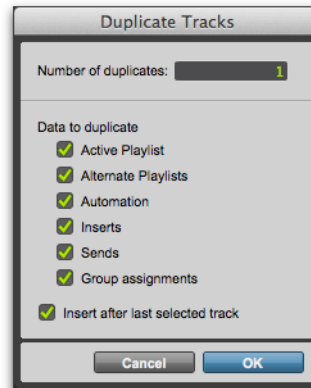 Duplicate Tracks
Number of duplicates: 1
Data to duplicate
Active Playlist
Alternate Playlists
Automation
Inserts
Sends
Group assignments
Insert after last selected track
Cancel OK